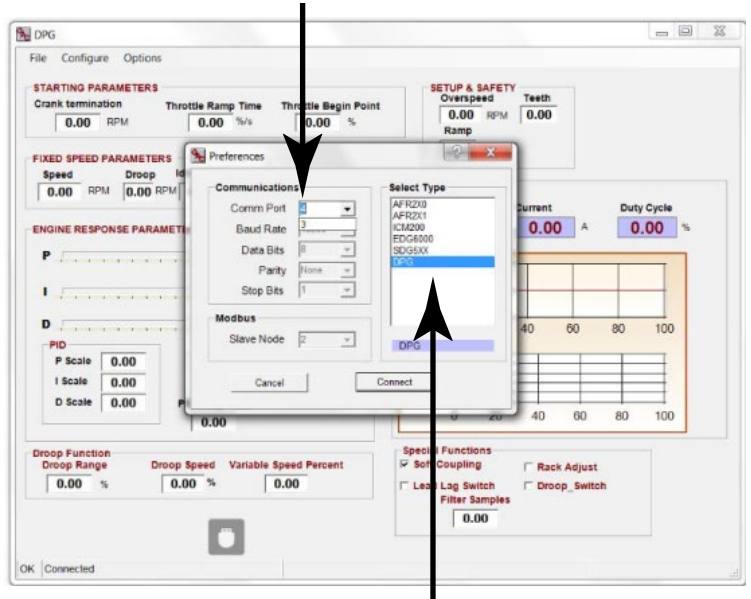 DPG
File Configure Options
STARTING PARAMETERS
Crank termination
0.00 RPM
Throttle Ramp Time
0.00 %/s
Throttle Begin Point
0.00 %
SETUP & SAFETY
Overspeed
0.00 RPM
Teeth
0.00
Ramp
FIXED SPEED PARAMETERS
Speed
0.00 RPM
Droop
0.00 RPM
ENGINE RESPONSE PARAMET
P
I
D
PID
P Scale 0.00
I Scale 0.00
D Scale 0.00
0.00
Preferences
Communications
Comm Port 4
3
Baud Rate
Data Bits 8
Parity None
Stop Bits 1
Modbus
Slave Node 2
Cancel
Connect
Select Type
AFR2X0
AFR2X1
ICM200
EDG6000
SDG5XX
DPG
DPG
Current
0.00 A
Duty Cycle
0.00 %
40 60 80 100
0 20 40 60 80 100
Droop Function
Droop Range
0.00 %
Droop Speed
0.00 %
Variable Speed Percent
0.00
Special Functions
Soft Coupling
Rack Adjust
Lead Lag Switch
Droop_Switch
Filter Samples
0.00
OK Connected